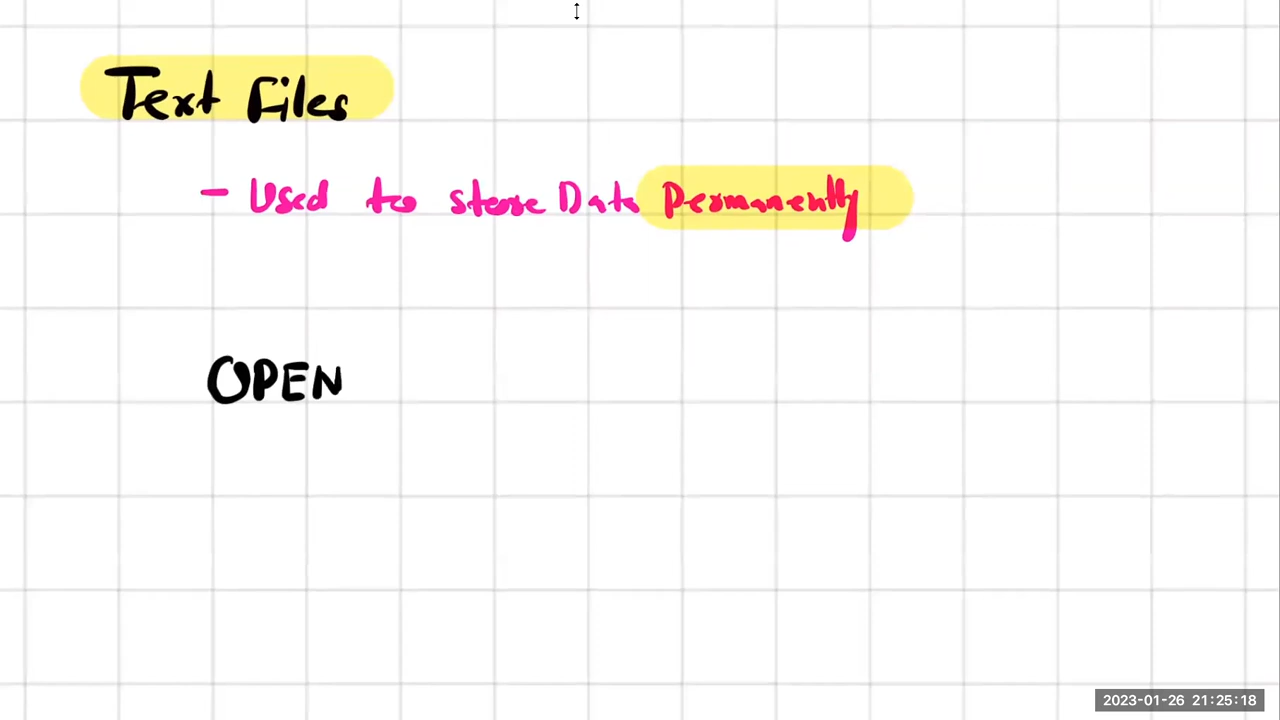 Text Files
- Used to store Data Permanently
OPEN
2023-01-26 21:25:18